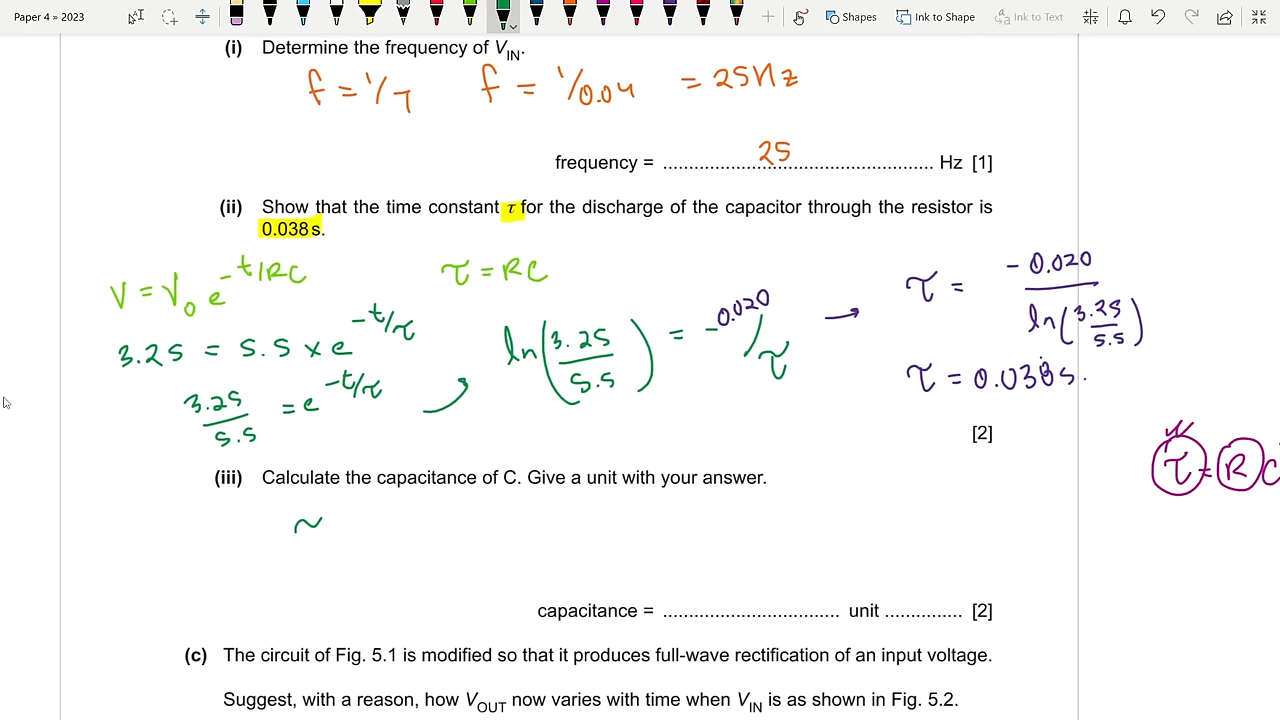 Paper 4 » 2023
Shapes
Ink to Shape
Ink to Text
(i) Determine the frequency of V_IN.
f = 1/T f = 1/0.04 = 25Hz
25
frequency = .................................................. Hz [1]
(ii) Show that the time constant τ for the discharge of the capacitor through the resistor is
0.038 s.
V = V₀ e^(-t/RC) τ = RC
3.25 = 5.5 × e^(-t/τ)
3.25/5.5 = e^(-t/τ)
ln(3.25/5.5) = -0.020/τ
τ = -0.020/ln(3.25/5.5)
τ = 0.038s.
[2]
τ = RC
(iii) Calculate the capacitance of C. Give a unit with your answer.
~
capacitance = ................................. unit .............. [2]
(c) The circuit of Fig. 5.1 is modified so that it produces full-wave rectification of an input voltage.
Suggest, with a reason, how V_OUT now varies with time when V_IN is as shown in Fig. 5.2.